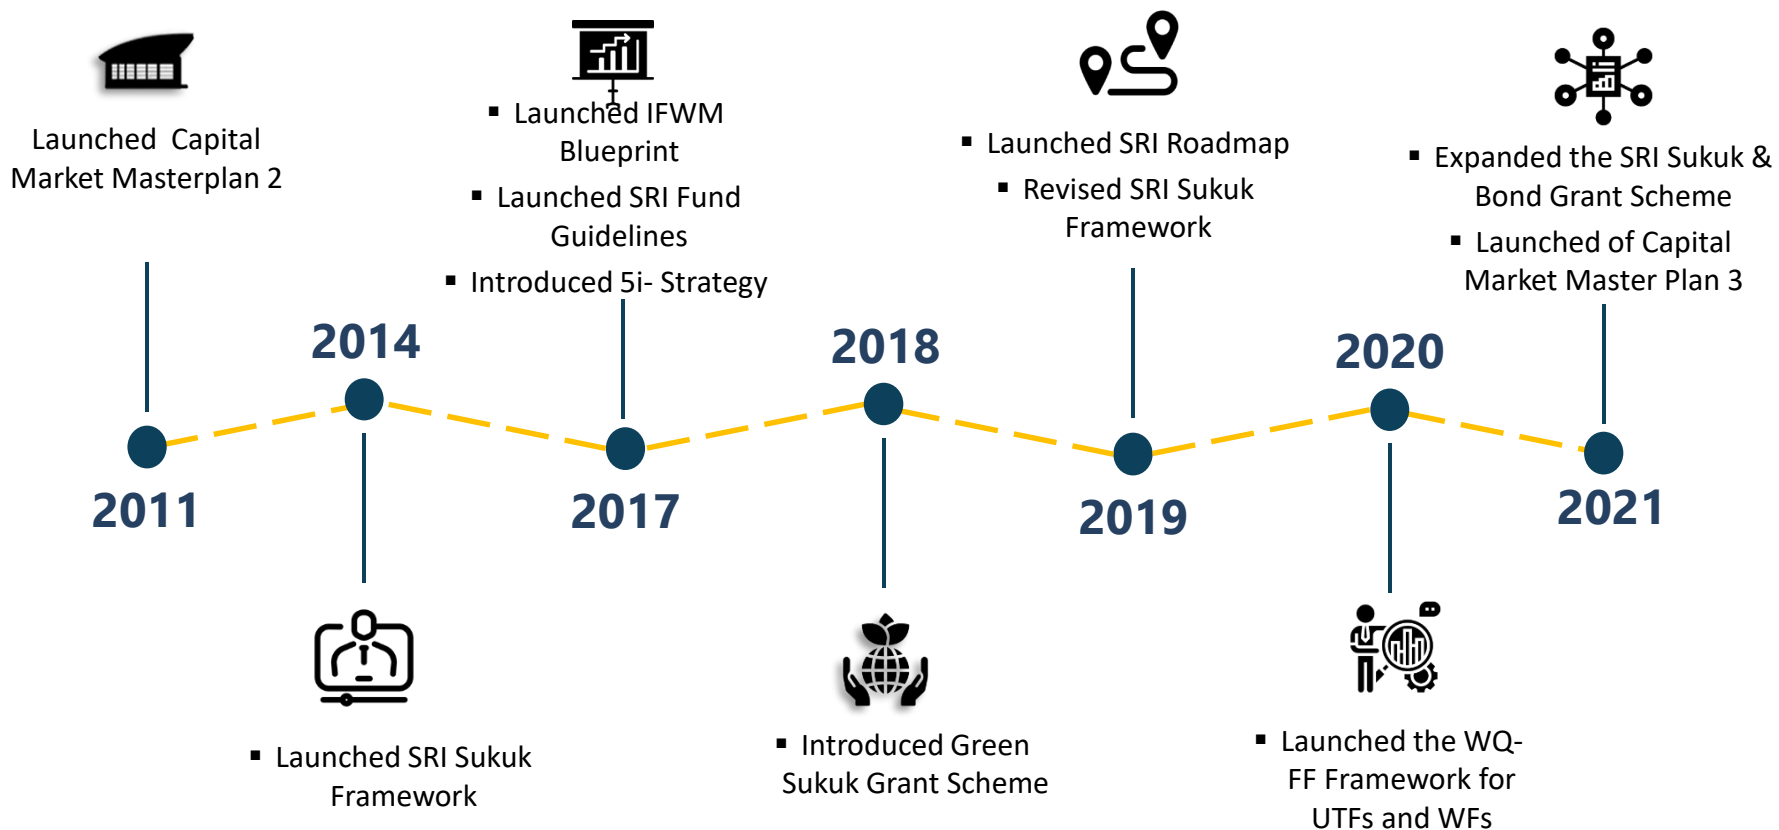 Launched Capital
Market Masterplan 2
2011
2014
▪ Launched SRI Sukuk
Framework
▪ Launched IFWM
Blueprint
▪ Launched SRI Fund
Guidelines
▪ Introduced 5i- Strategy
2017
2018
▪ Introduced Green
Sukuk Grant Scheme
▪ Launched SRI Roadmap
▪ Revised SRI Sukuk
Framework
2019
2020
▪ Launched the WQ-
FF Framework for
UTFs and WFs
▪ Expanded the SRI Sukuk &
Bond Grant Scheme
▪ Launched of Capital
Market Master Plan 3
2021